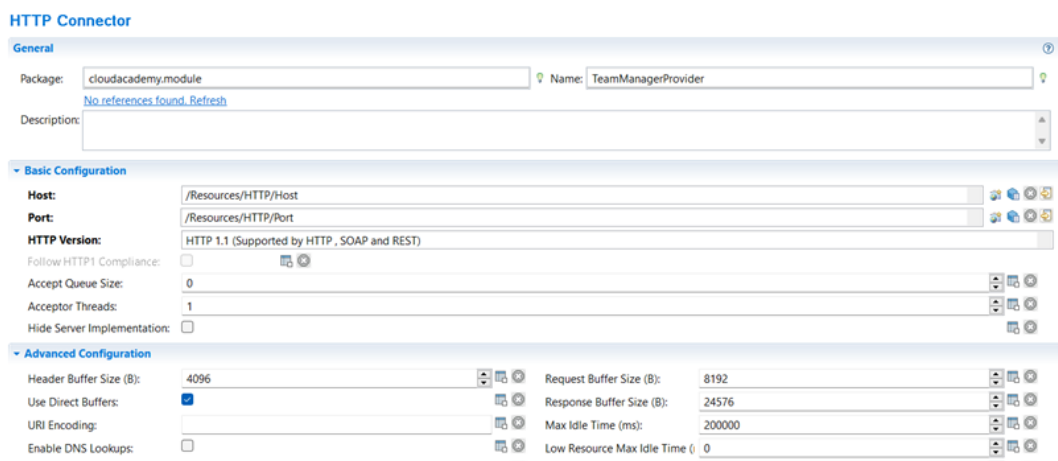 HTTP Connector
General
Package: cloudacademy.module Name: TeamManagerProvider
No references found. Refresh
Description:
Basic Configuration
Host: /Resources/HTTP/Host
Port: /Resources/HTTP/Port
HTTP Version: HTTP 1.1 (Supported by HTTP , SOAP and REST)
Follow HTTP1 Compliance:
Accept Queue Size: 0
Acceptor Threads: 1
Hide Server Implementation:
Advanced Configuration
Header Buffer Size (B): 4096 Request Buffer Size (B): 8192
Use Direct Buffers: Response Buffer Size (B): 24576
URI Encoding: Max Idle Time (ms): 200000
Enable DNS Lookups: Low Resource Max Idle Time ( 0